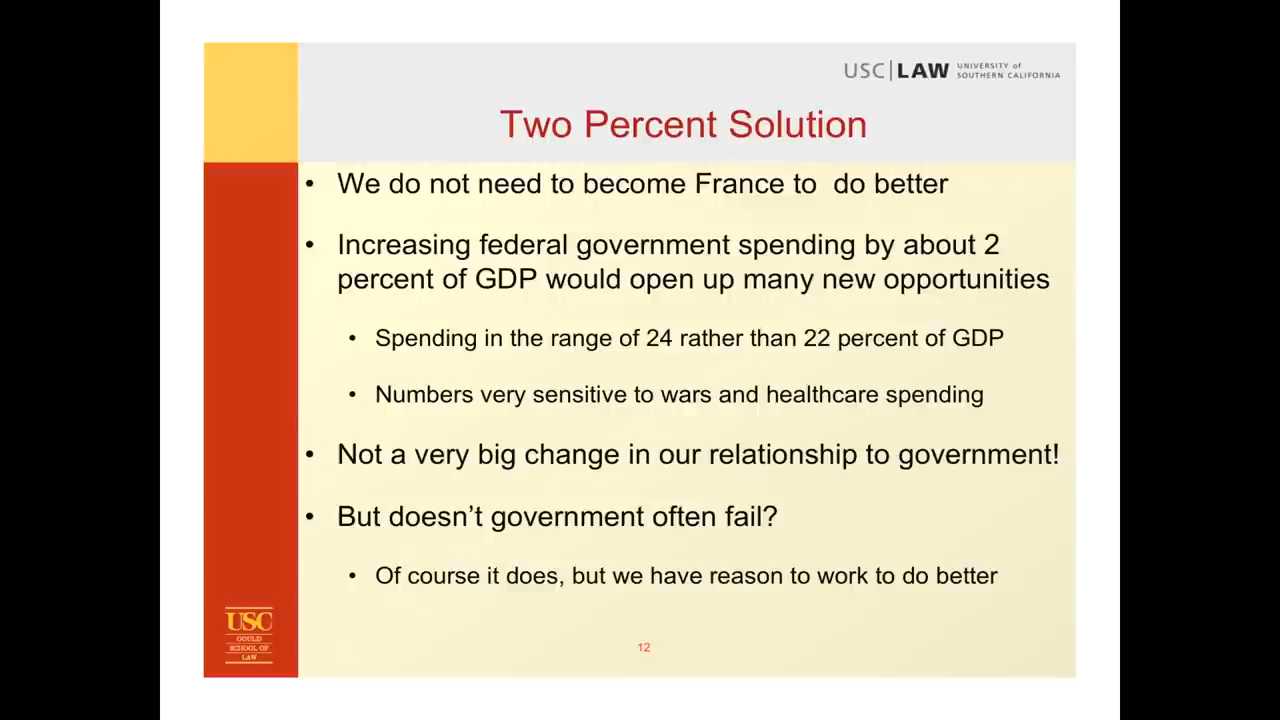 USC LAW UNIVERSITY of
SOUTHERN CALIFORNIA
Two Percent Solution
• We do not need to become France to  do better
• Increasing federal government spending by about 2
percent of GDP would open up many new opportunities
• Spending in the range of 24 rather than 22 percent of GDP
• Numbers very sensitive to wars and healthcare spending
• Not a very big change in our relationship to government!
• But doesn’t government often fail?
• Of course it does, but we have reason to work to do better
USC
GOULD
SCHOOL OF
LAW
12